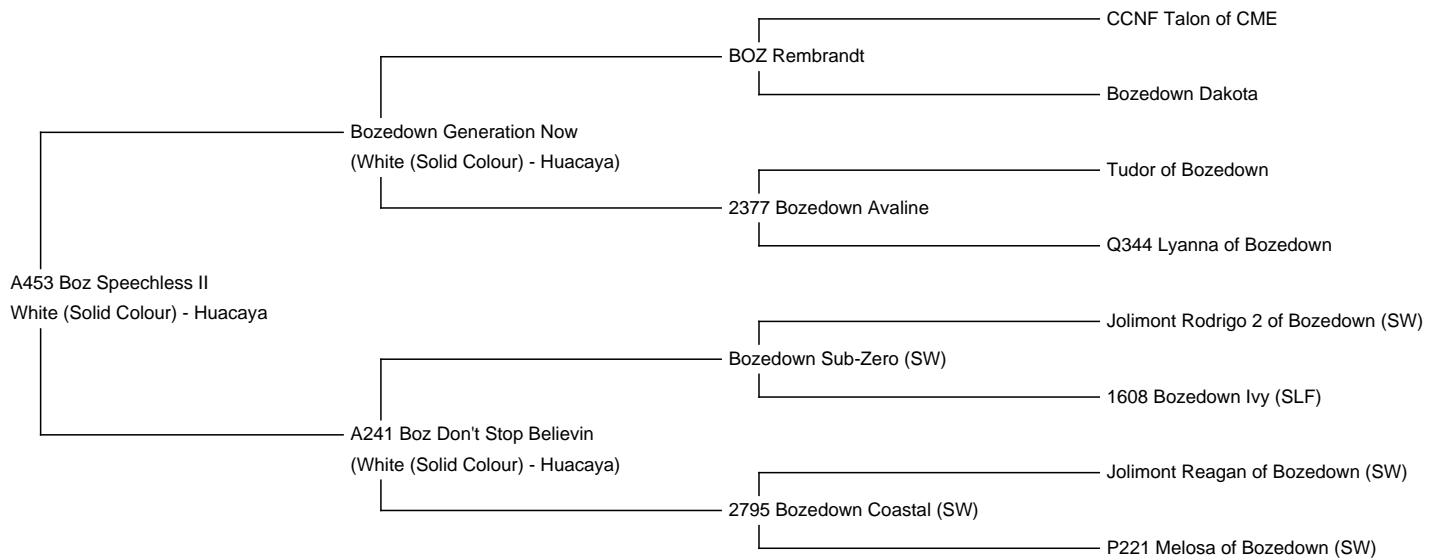 CCNF Talon of CME
BOZ Rembrandt
Bozedown Dakota
Bozedown Generation Now
(White (Solid Colour) - Huacaya)
Tudor of Bozedown
2377 Bozedown Avaline
Q344 Lyanna of Bozedown
A453 Boz Speechless II
White (Solid Colour) - Huacaya
Jolimont Rodrigo 2 of Bozedown (SW)
Bozedown Sub-Zero (SW)
1608 Bozedown Ivy (SLF)
A241 Boz Don't Stop Believin
(White (Solid Colour) - Huacaya)
Jolimont Reagan of Bozedown (SW)
2795 Bozedown Coastal (SW)
P221 Melosa of Bozedown (SW)